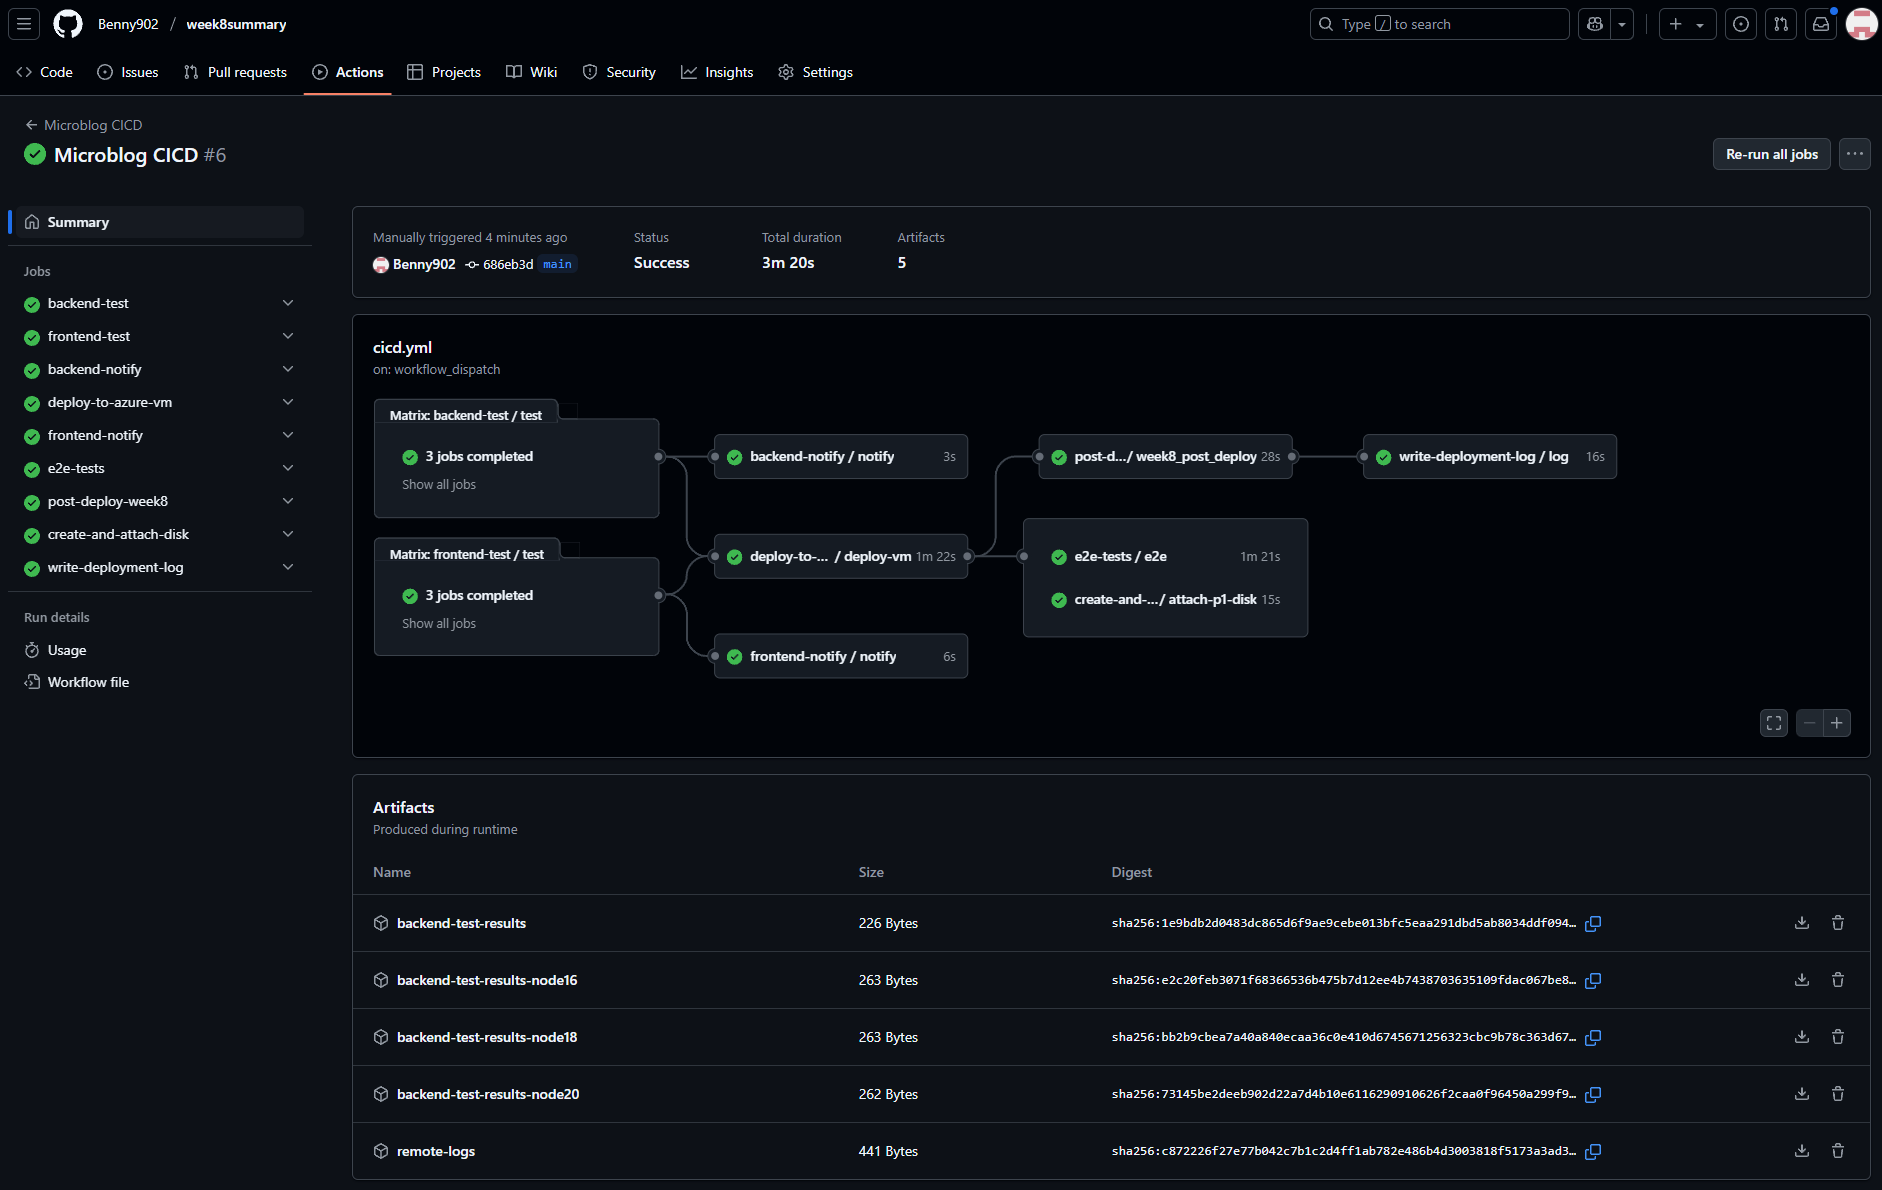 Benny902 / week8summary
Type / to search
Code
Issues
Pull requests
Actions
Projects
Wiki
Security
Insights
Settings
Microblog CICD
Microblog CICD #6
Re-run all jobs
Summary
Jobs
backend-test
frontend-test
backend-notify
deploy-to-azure-vm
frontend-notify
e2e-tests
post-deploy-week8
create-and-attach-disk
write-deployment-log
Run details
Usage
Workflow file
Manually triggered 4 minutes ago
Benny902 686eb3d main
Status
Success
Total duration
3m 20s
Artifacts
5
cicd.yml
on: workflow_dispatch
Matrix: backend-test / test
3 jobs completed
Show all jobs
Matrix: frontend-test / test
3 jobs completed
Show all jobs
backend-notify / notify 3s
deploy-to-... / deploy-vm 1m 22s
frontend-notify / notify 6s
post-d.../ week8_post_deploy 28s
e2e-tests / e2e 1m 21s
create-and-.../ attach-p1-disk 15s
write-deployment-log / log 16s
Artifacts
Produced during runtime
Name Size Digest
backend-test-results 226 Bytes sha256:1e9bdb2d0483dc865d6f9ae9cebe013bfc5eaa291dbd5ab8034ddf094…
backend-test-results-node16 263 Bytes sha256:e2c20feb3071f68366536b475b7d12ee4b7438703635109fdac067be8…
backend-test-results-node18 263 Bytes sha256:bb2b9cbea7a40a840ecaa36c0e410d6745671256323cbc9b78c363d67…
backend-test-results-node20 262 Bytes sha256:73145be2deeb902d22a7d4b10e6116290910626f2caa0f96450a299f9…
remote-logs 441 Bytes sha256:c872226f27e77b042c7b1c2d4ff1ab782e486b4d3003818f5173a3ad3…